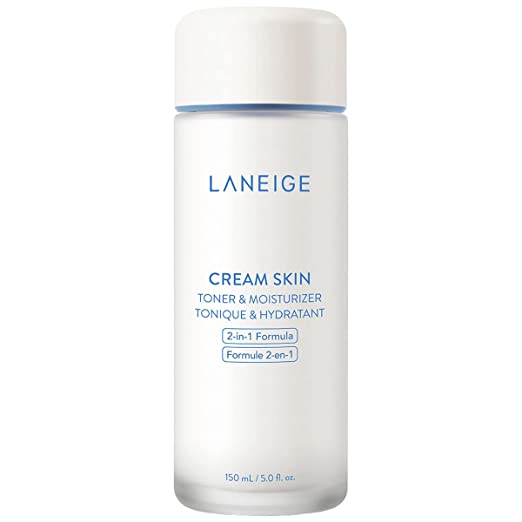 LANEIGE
CREAM SKIN
TONER & MOISTURIZER
TONIQUE & HYDRATANT
2-in-1 Formula
Formule 2-en-1
150 mL / 5.0 fl. oz.